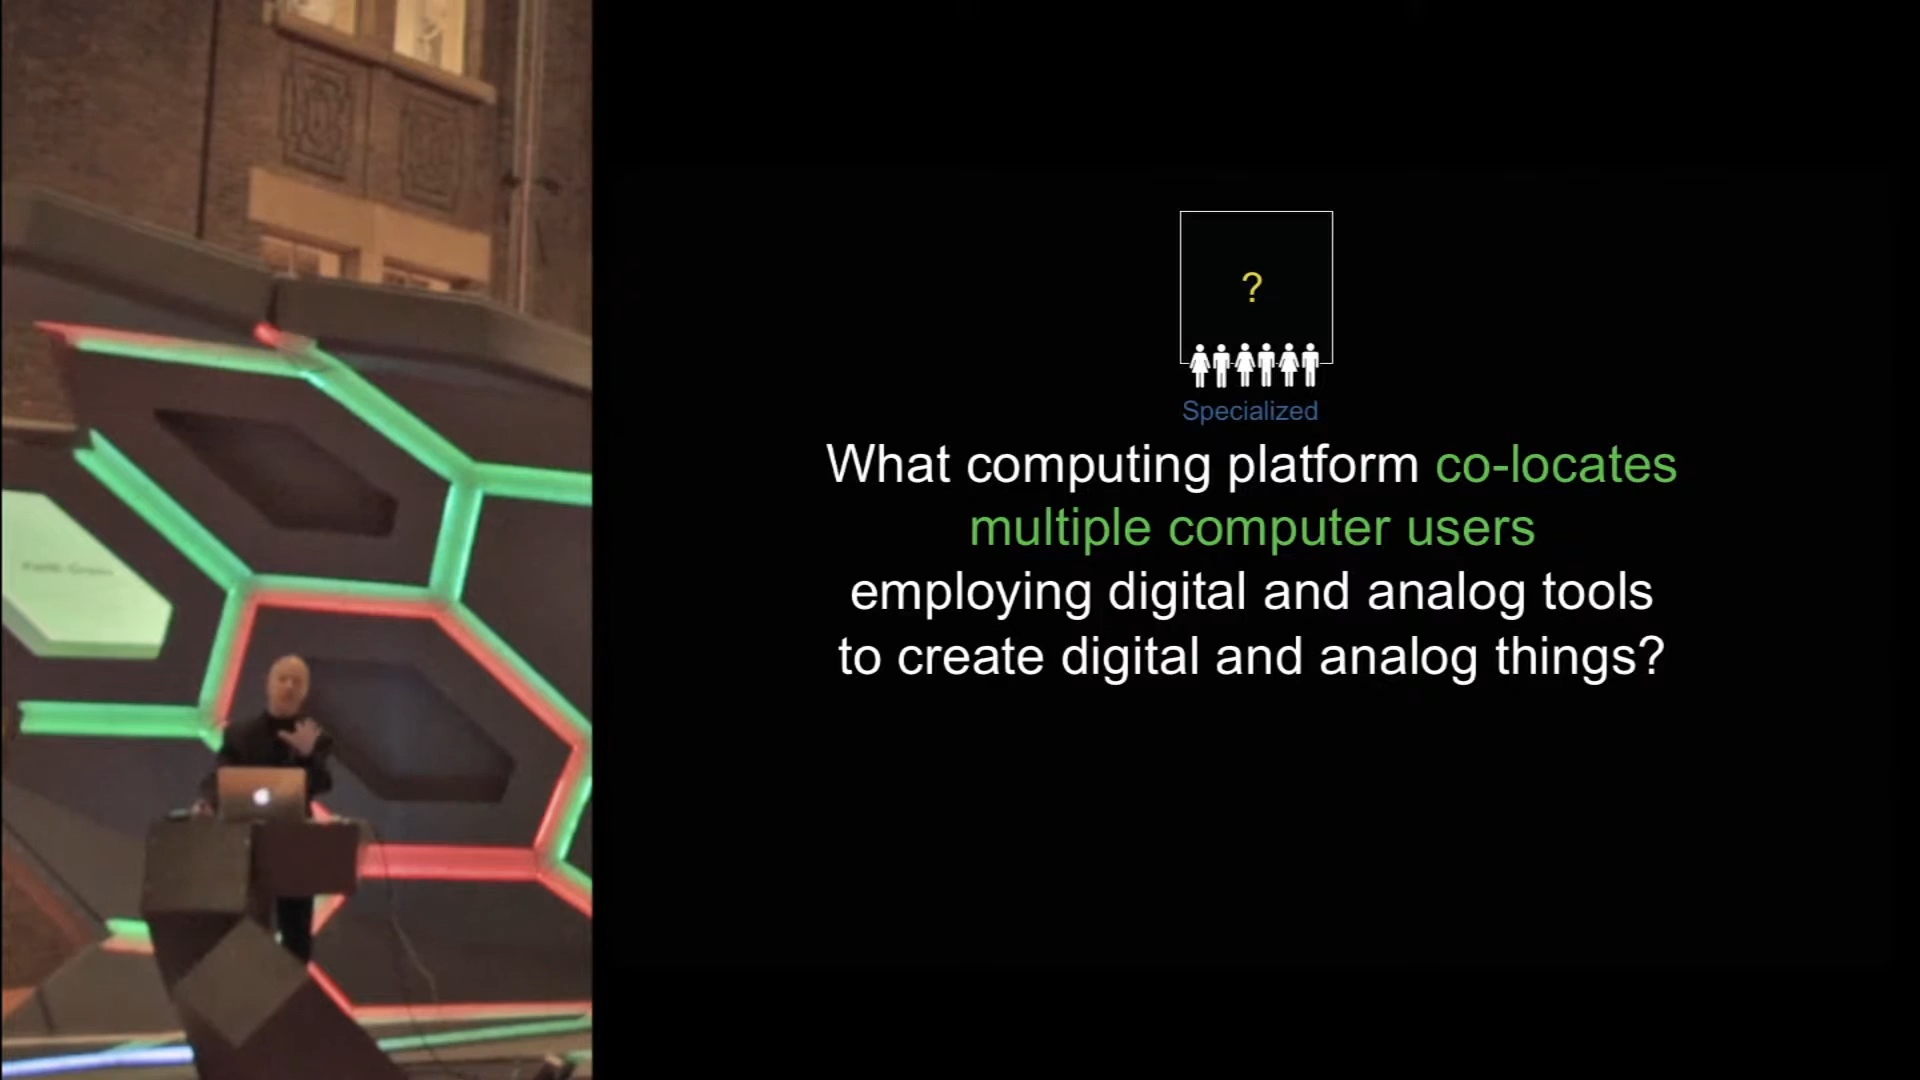 ?
Specialized
What computing platform co-locates
multiple computer users
employing digital and analog tools
to create digital and analog things?